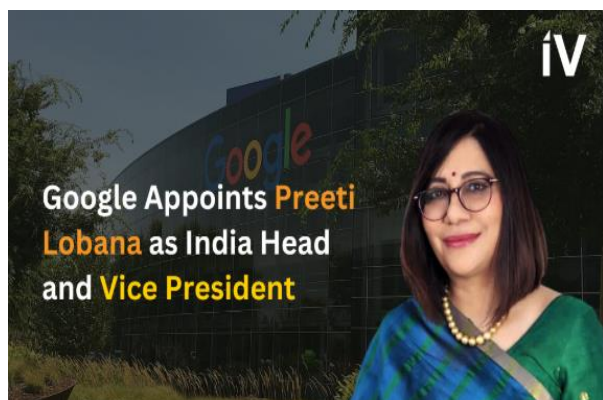 iV
Google
Google Appoints Preeti
Lobana as India Head
and Vice President